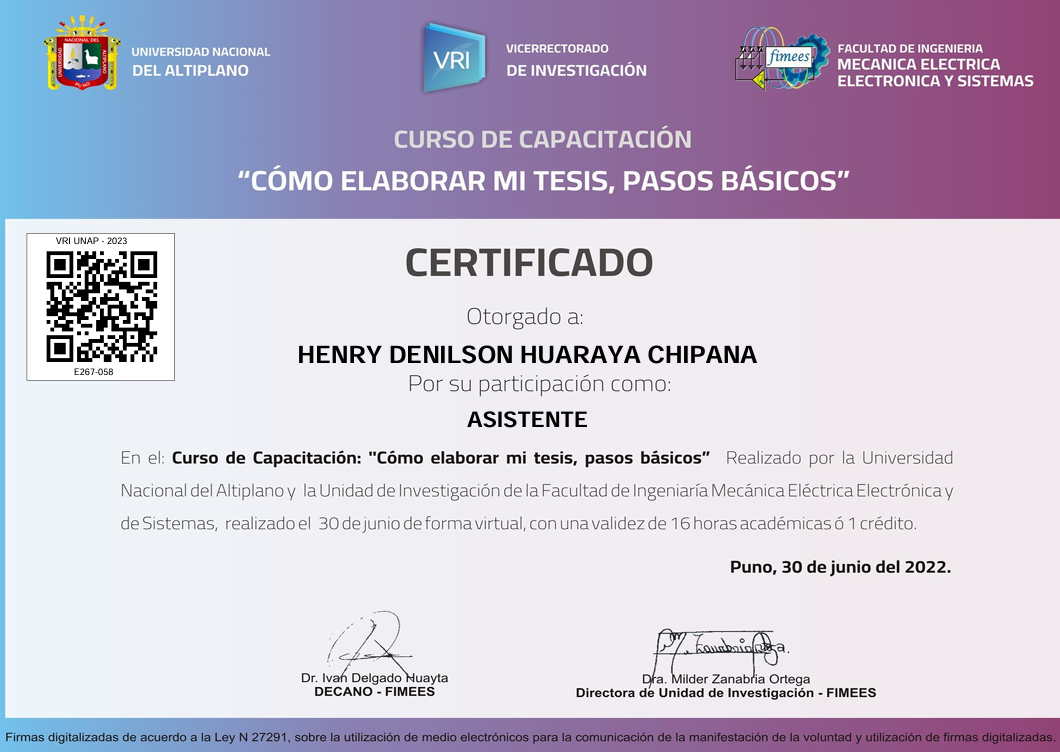 UNIVERSIDAD NACIONAL
DEL ALTIPLANO
VRI
VICERRECTORADO
DE INVESTIGACIÓN
fimees
FACULTAD DE INGENIERIA
MECANICA ELECTRICA
ELECTRONICA Y SISTEMAS
CURSO DE CAPACITACIÓN
“CÓMO ELABORAR MI TESIS, PASOS BÁSICOS”
VRI UNAP - 2023
E267-058
CERTIFICADO
Otorgado a:
HENRY DENILSON HUARAYA CHIPANA
Por su participación como:
ASISTENTE
En el: Curso de Capacitación: "Cómo elaborar mi tesis, pasos básicos” Realizado por la Universidad
Nacional del Altiplano y la Unidad de Investigación de la Facultad de Ingeniaría Mecánica Eléctrica Electrónica y
de Sistemas, realizado el 30 de junio de forma virtual, con una validez de 16 horas académicas ó 1 crédito.
Puno, 30 de junio del 2022.
Dr. Ivan Delgado Huayta
DECANO - FIMEES
Dra. Milder Zanabria Ortega
Directora de Unidad de Investigación - FIMEES
Firmas digitalizadas de acuerdo a la Ley N 27291, sobre la utilización de medio electrónicos para la comunicación de la manifestación de la voluntad y utilización de firmas digitalizadas.